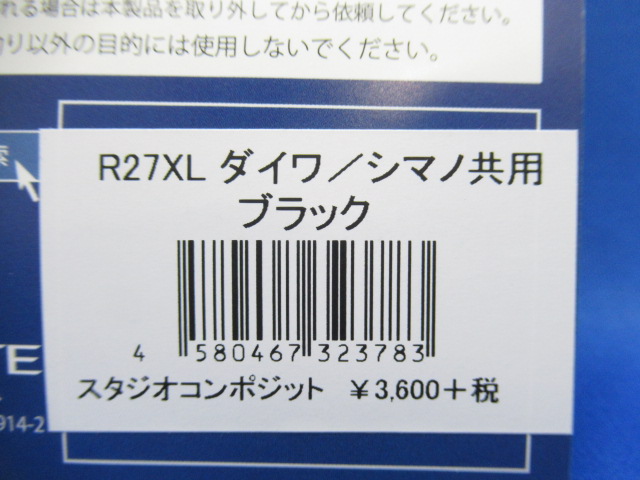 れる場合は本製品を取り外してから依頼してください。
り以外の目的には使用しないでください。
索
R27XL ダイワ／シマノ共用
ブラック
4 580467 323783
TE
スタジオコンポジット ￥3,600＋税
914-2